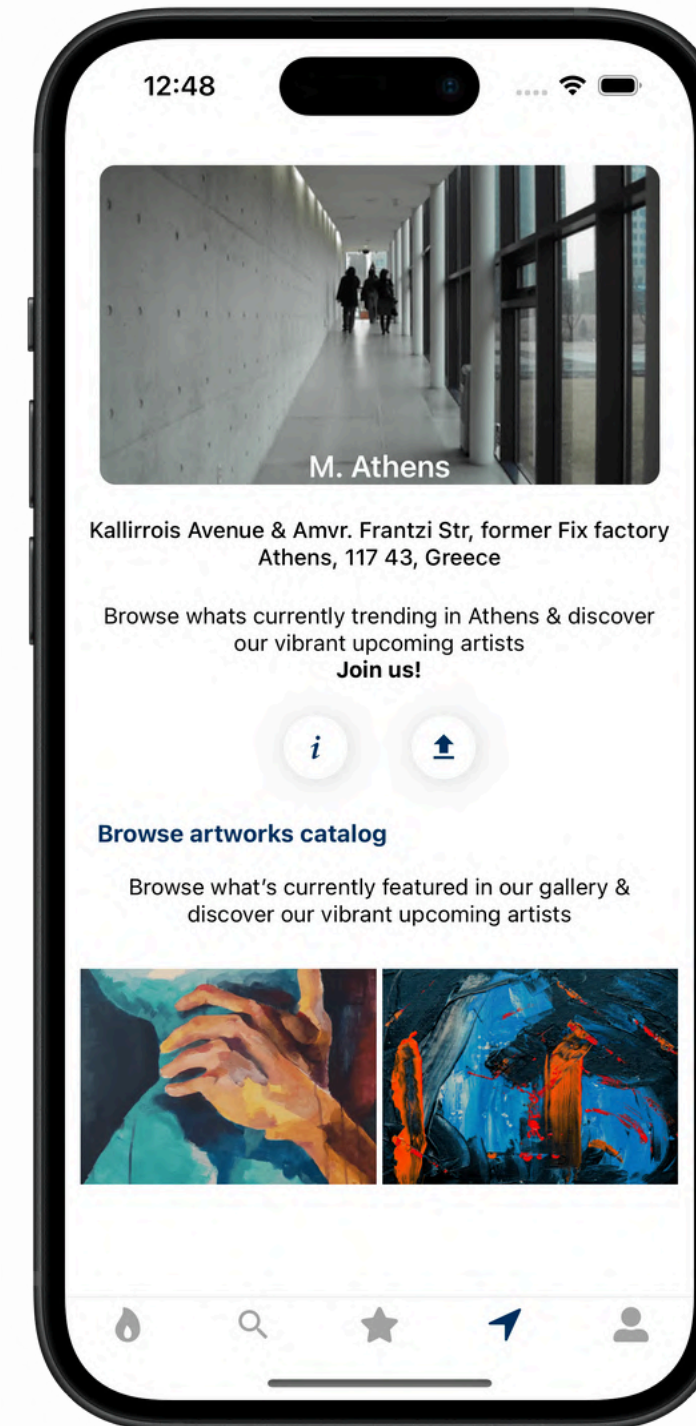 12:48
M. Athens
Kallirrois Avenue & Amvr. Frantzi Str, former Fix factory
Athens, 117 43, Greece
Browse whats currently trending in Athens & discover
our vibrant upcoming artists
Join us!
i
Browse artworks catalog
Browse what’s currently featured in our gallery &
discover our vibrant upcoming artists